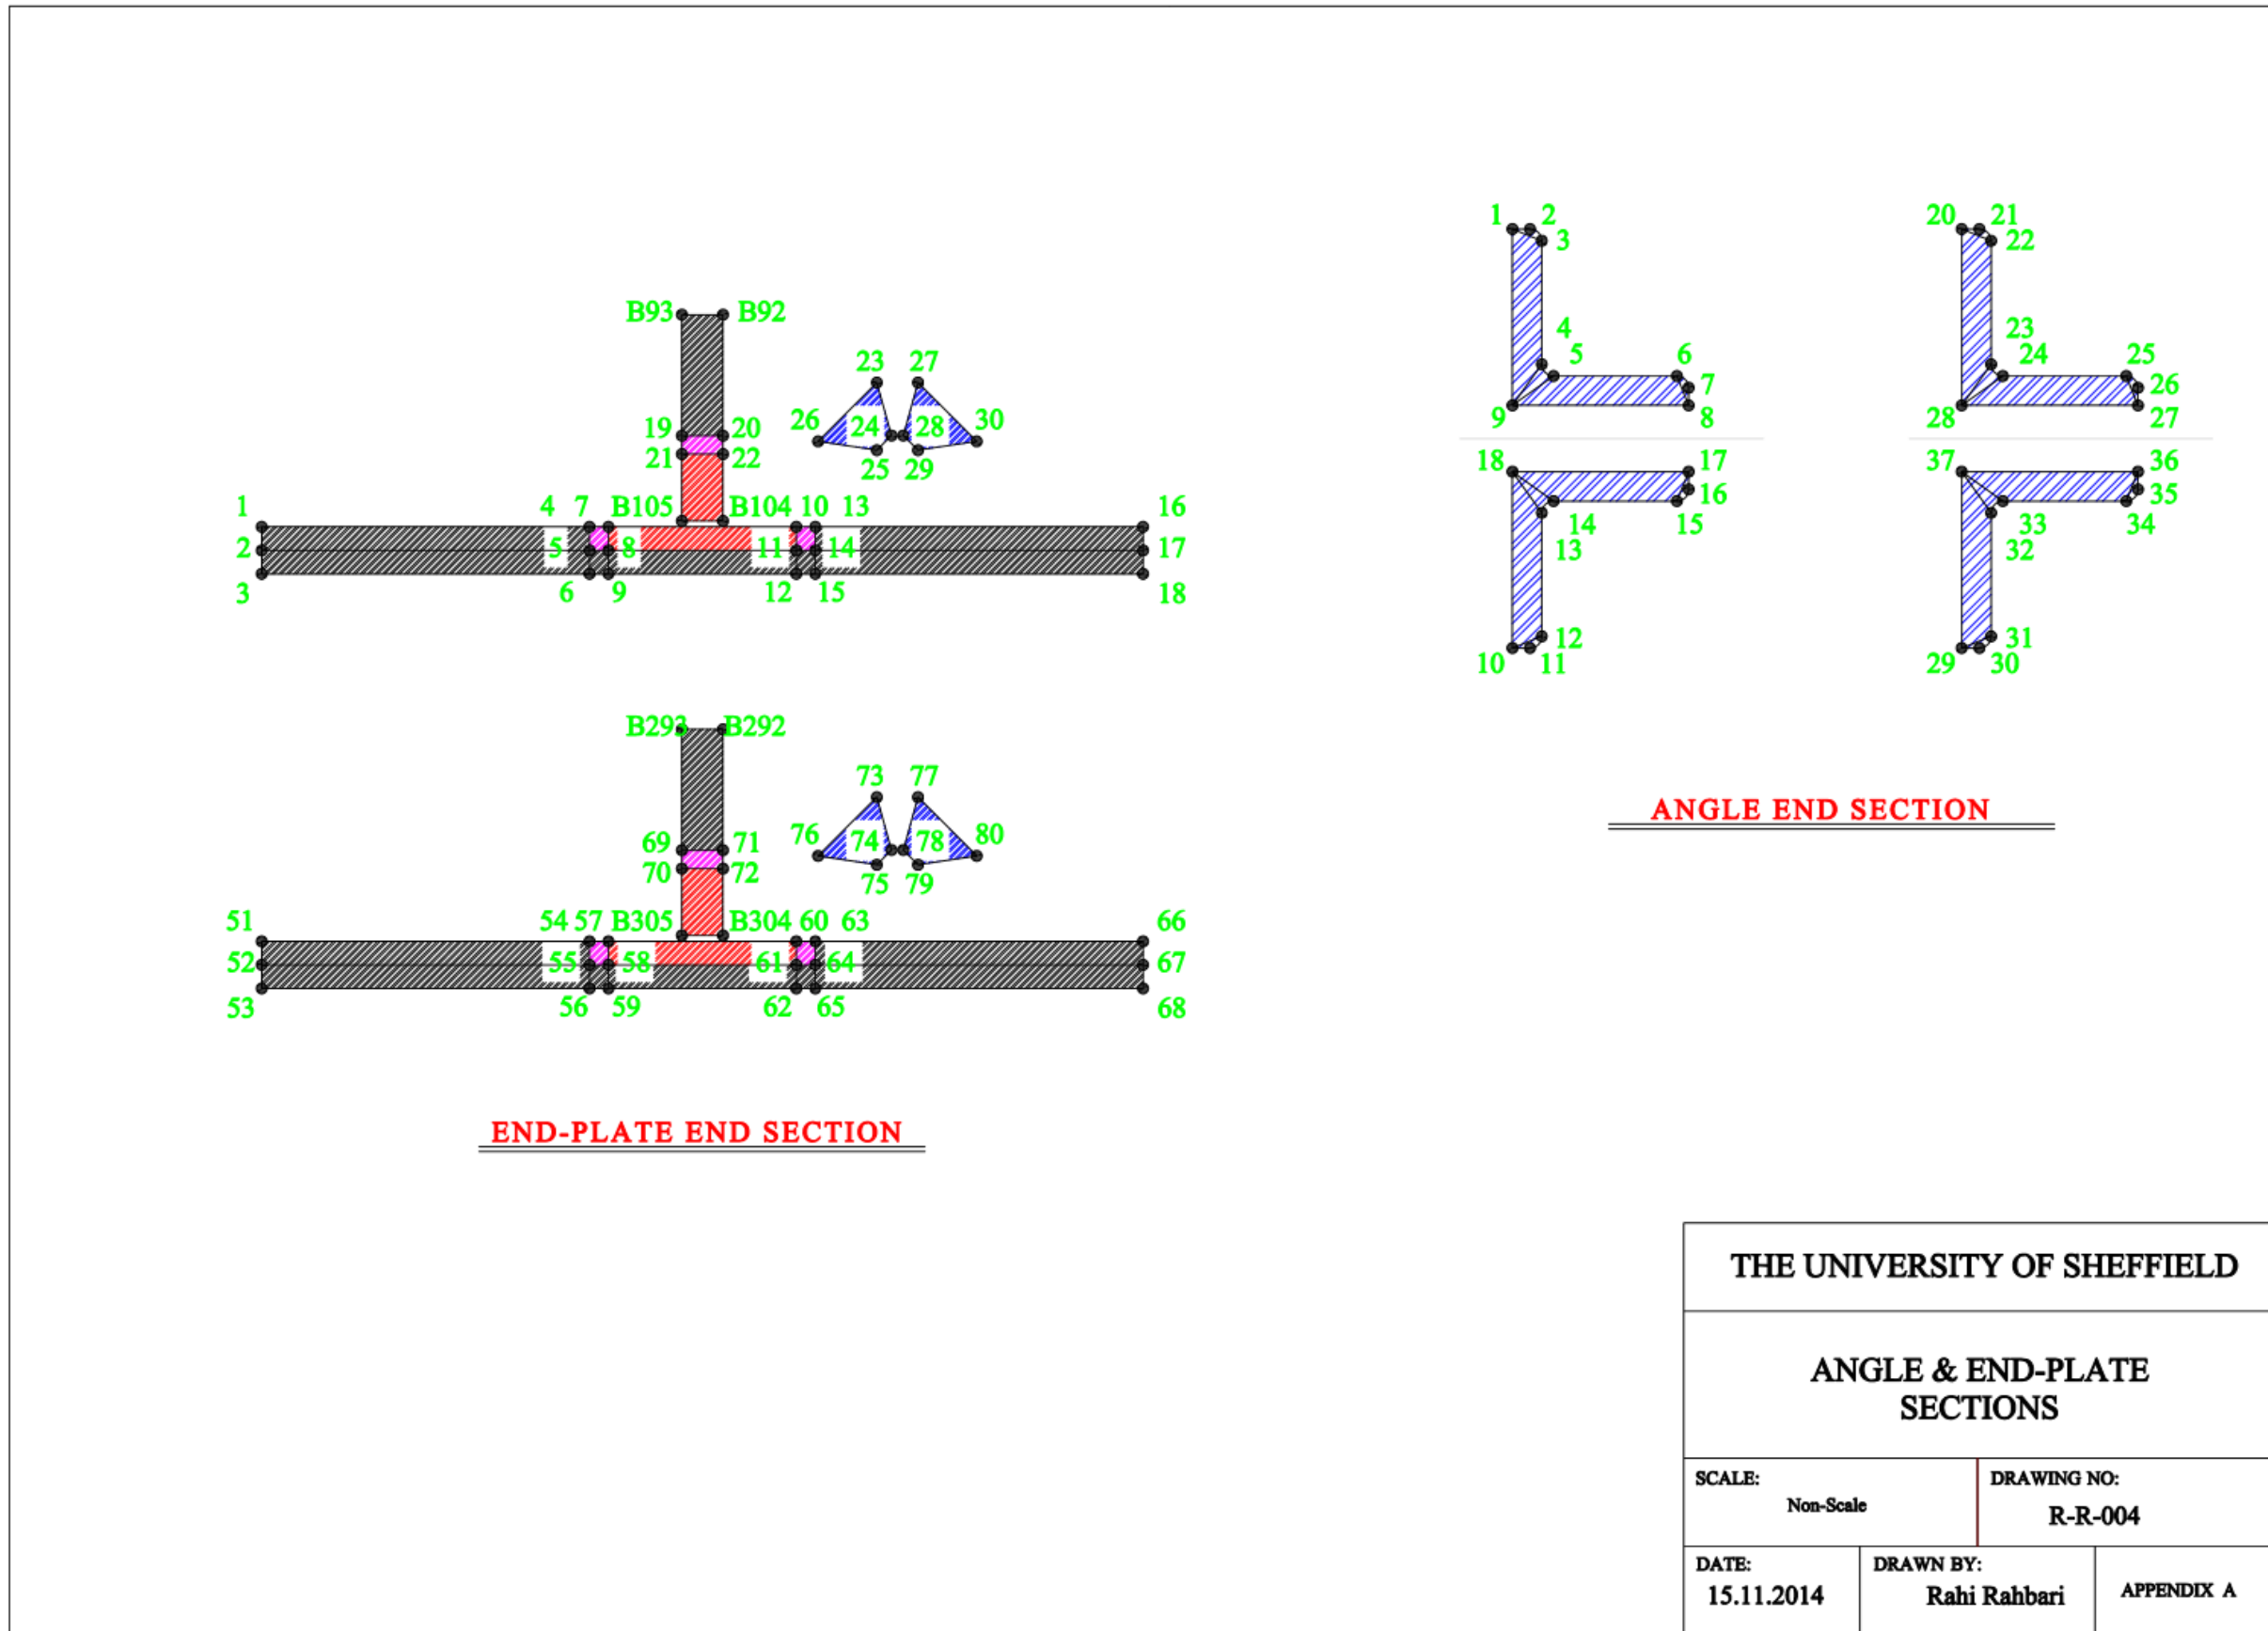 1 2
3
4
5
6
7
8
9
20 21
22
23
24
25
26
27
28
18
17
16
15
14
13
12
11
10
37
36
35
34
33
32
31
30
29
ANGLE END SECTION
B93 B92
23 27
26 24 28 30
25 29
19 20
21 22
1 4 7 B105 B104 10 13 16
2 5 8 11 14 17
3 6 9 12 15 18
B293 B292
73 77
76 74 78 80
75 79
69 71
70 72
51 54 57 B305 B304 60 63 66
52 55 58 61 64 67
53 56 59 62 65 68
END-PLATE END SECTION
THE UNIVERSITY OF SHEFFIELD
ANGLE & END-PLATE
SECTIONS
SCALE:
Non-Scale
DRAWING NO:
R-R-004
DATE:
15.11.2014
DRAWN BY:
Rahi Rahbari
APPENDIX A